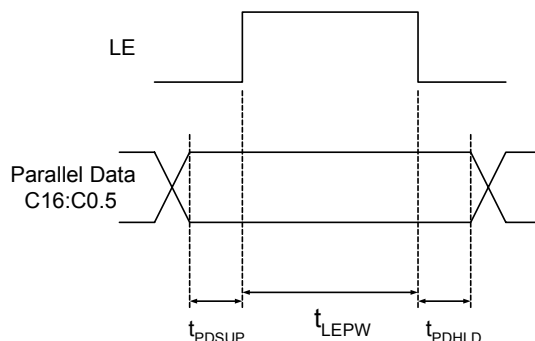 LE
Parallel Data
C16:C0.5
tPDSUP
tLEPW
tPDHLD